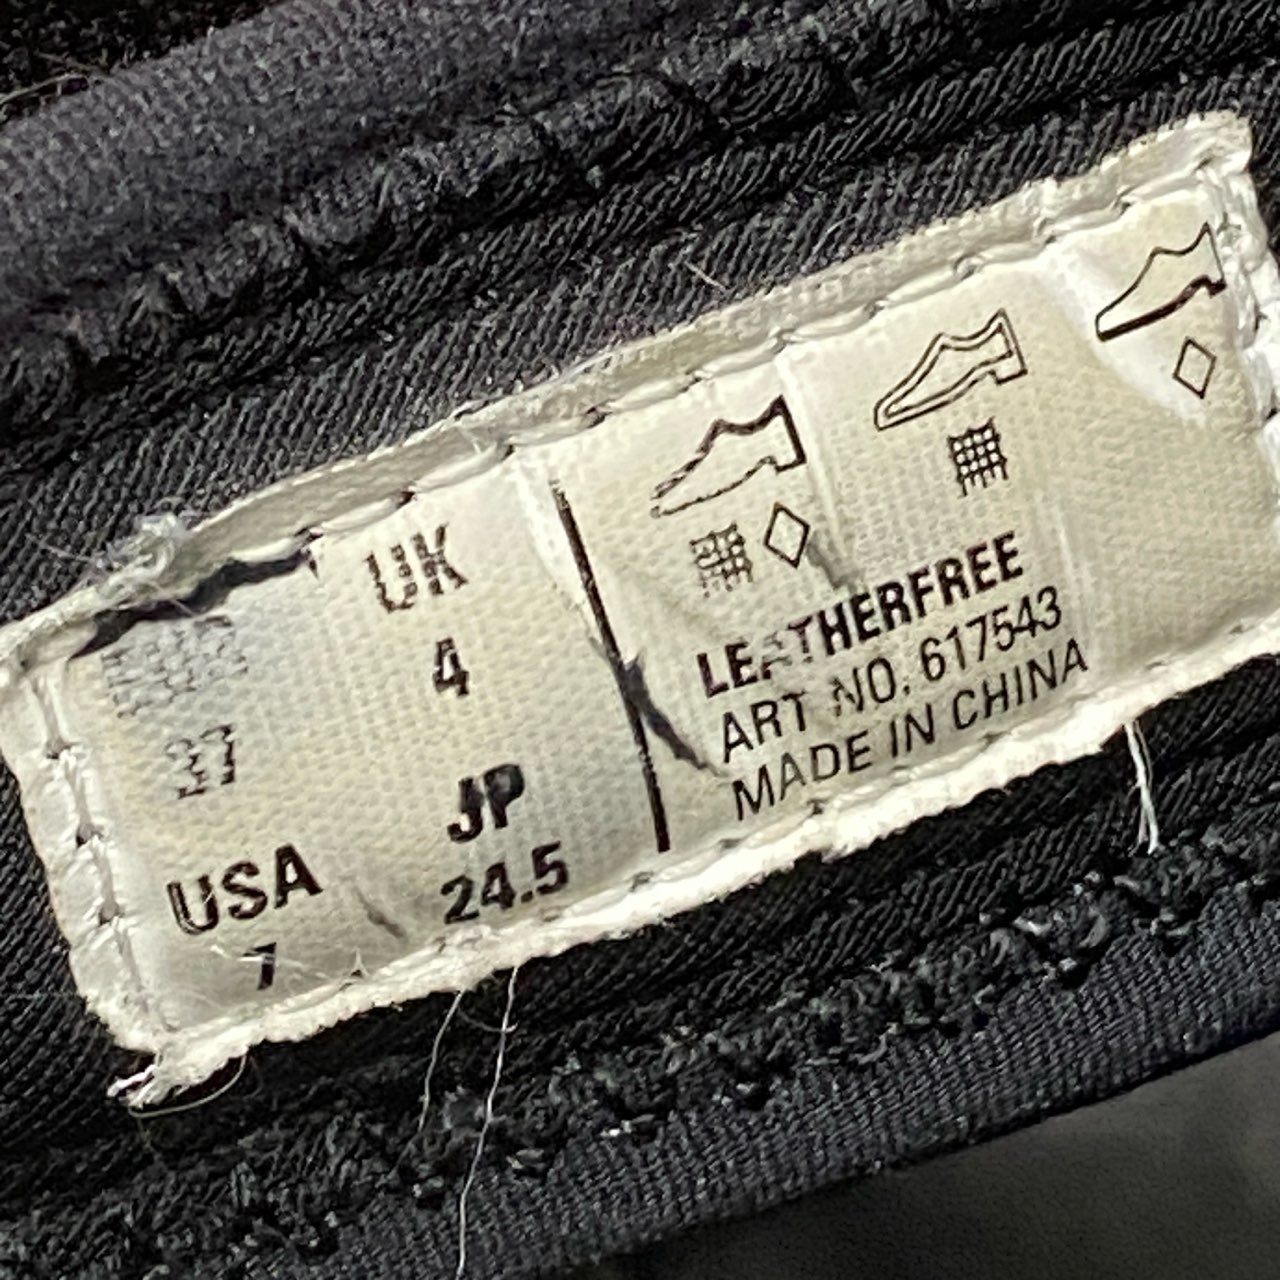 37
USA
7
UK
4
JP
24.5
LEATHERFREE
ART NO. 617543
MADE IN CHINA